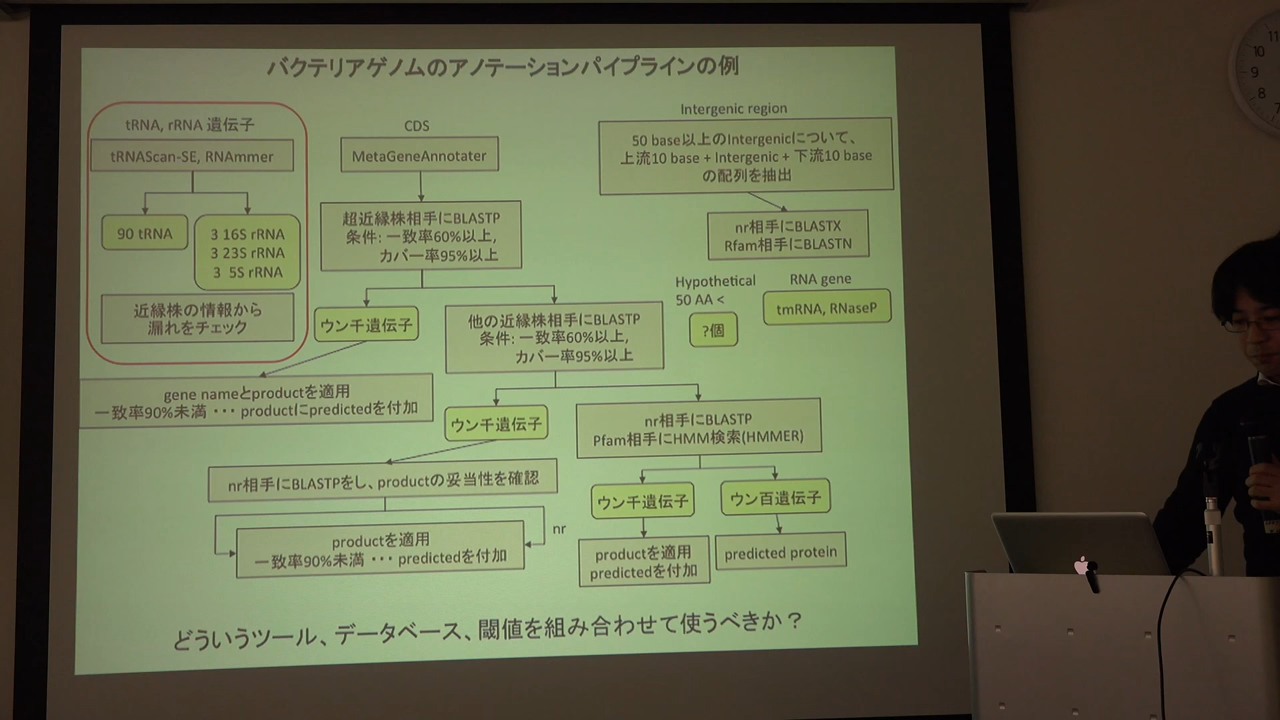 バクテリアゲノムのアノテーションパイプラインの例
tRNA, rRNA 遺伝子
tRNAScan-SE, RNAmmer
90 tRNA
3 16S rRNA
3 23S rRNA
3 5S rRNA
近縁株の情報から
漏れをチェック
CDS
MetaGeneAnnotater
超近縁株相手にBLASTP
条件: 一致率60%以上,
カバー率95%以上
ウン千遺伝子
gene nameとproductを適用
一致率90%未満 ・・・ productにpredictedを付加
他の近縁株相手にBLASTP
条件: 一致率60%以上,
カバー率95%以上
ウン千遺伝子
nr相手にBLASTPをし、productの妥当性を確認
nr
productを適用
一致率90%未満 ・・・ predictedを付加
nr相手にBLASTP
Pfam相手にHMM検索(HMMER)
ウン千遺伝子
productを適用
predictedを付加
ウン百遺伝子
predicted protein
Intergenic region
50 base以上のIntergenicについて、
上流10 base + Intergenic + 下流10 base
の配列を抽出
nr相手にBLASTX
Rfam相手にBLASTN
Hypothetical
50 AA <
?個
RNA gene
tmRNA, RNaseP
どういうツール、データベース、閾値を組み合わせて使うべきか？
11
10
9
8